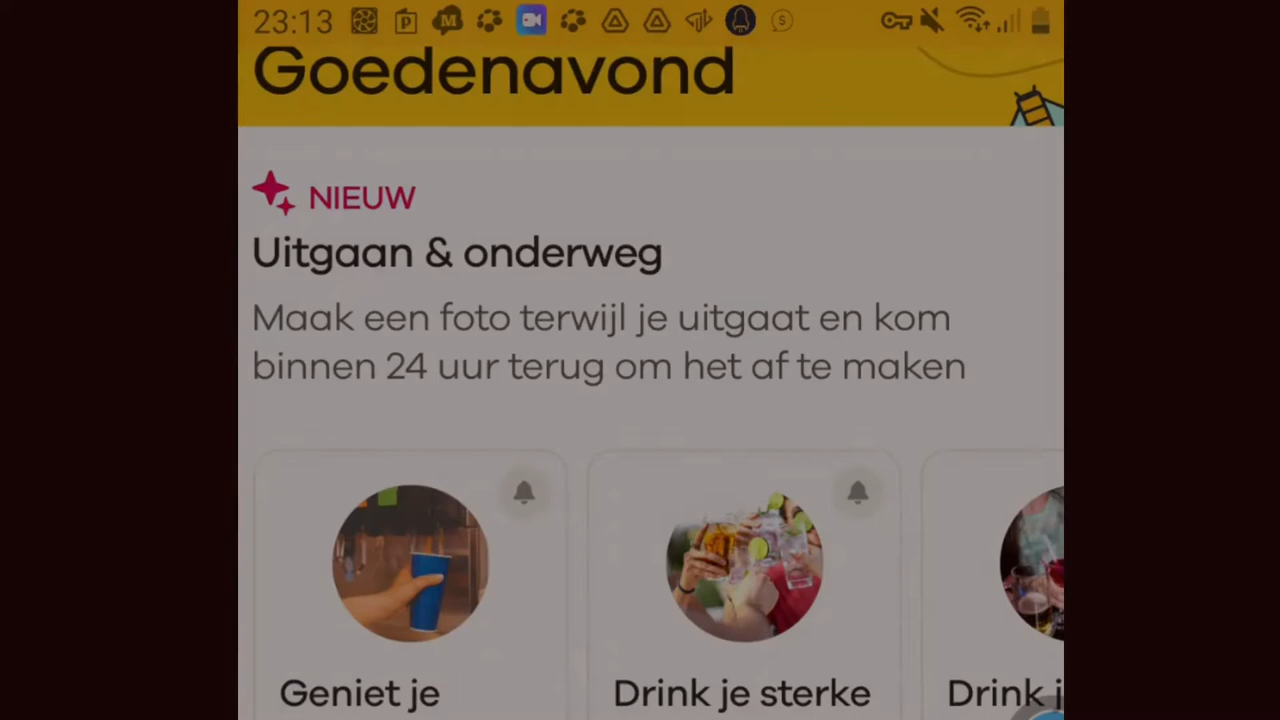 23:13
Goedenavond
NIEUW
Uitgaan & onderweg
Maak een foto terwijl je uitgaat en kom
binnen 24 uur terug om het af te maken
Geniet je
Drink je sterke
Drink j